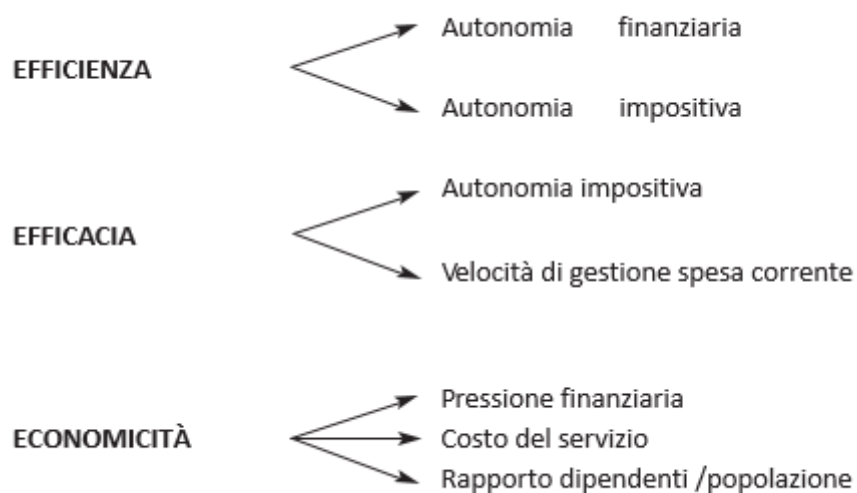 Autonomia finanziaria
EFFICIENZA
Autonomia impositiva
Autonomia impositiva
EFFICACIA
Velocità di gestione spesa corrente
Pressione finanziaria
ECONOMICITÀ
Costo del servizio
Rapporto dipendenti /popolazione